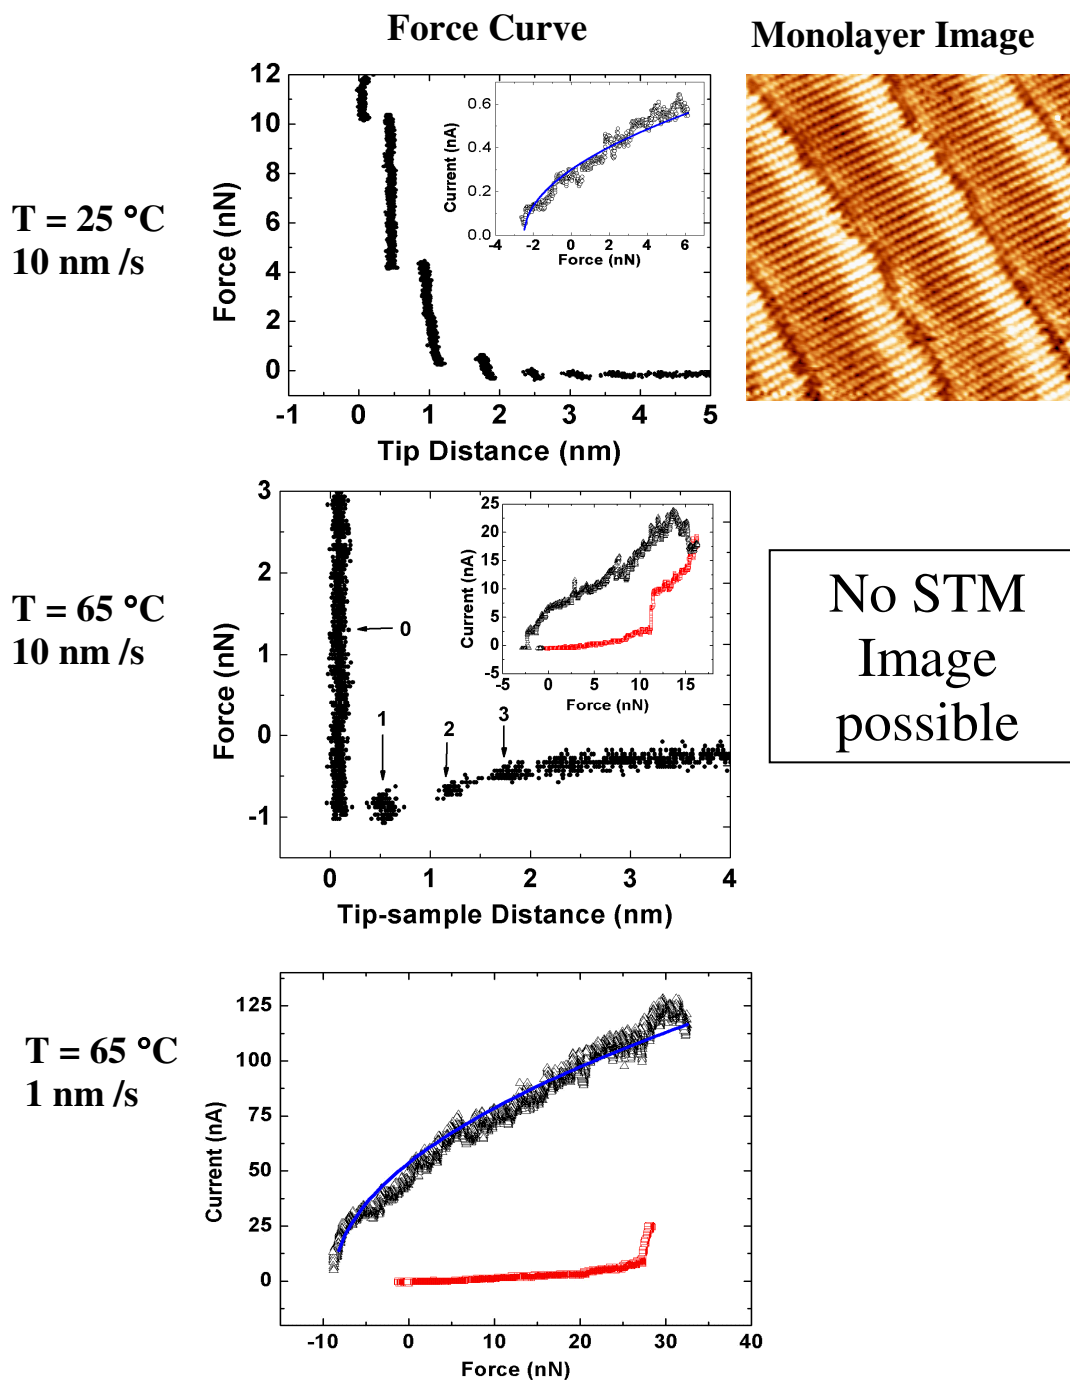 Force Curve
Monolayer Image
T = 25 °C
10 nm /s
Force (nN)
12
10
8
6
4
2
0
-1 0 1 2 3 4 5
Tip Distance (nm)
Current (nA)
0.6
0.4
0.2
0.0
-4 -2 0 2 4 6
Force (nN)
T = 65 °C
10 nm /s
Force (nN)
3
2
1
0
-1
0 1 2 3 4
Tip-sample Distance (nm)
0
1
2
3
Current (nA)
25
20
15
10
5
0
-5
-5 0 5 10 15
Force (nN)
No STM
Image
possible
T = 65 °C
1 nm /s
Current (nA)
125
100
75
50
25
0
-10 0 10 20 30 40
Force (nN)